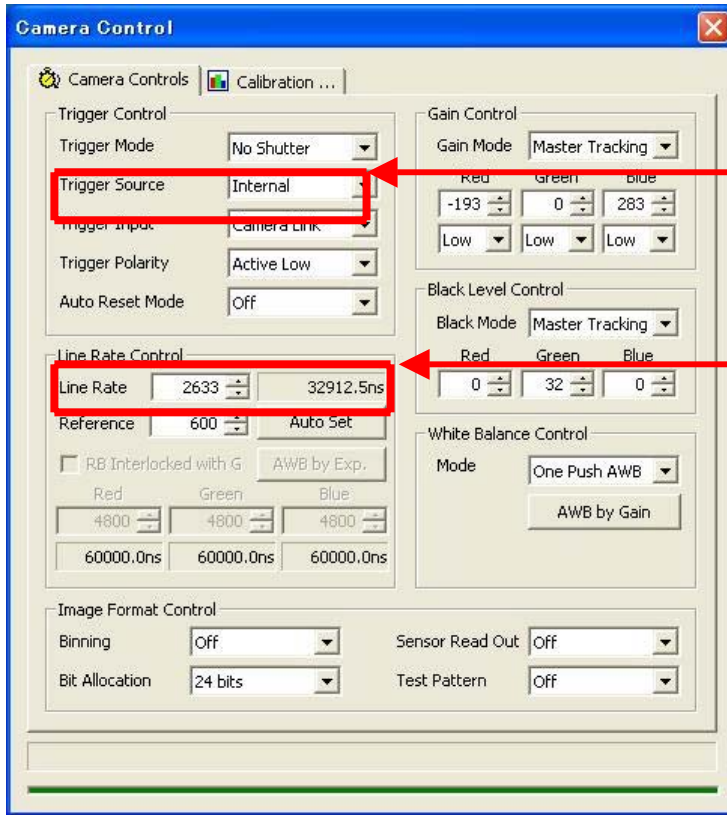 Camera Control
Camera Controls
Calibration ...
Trigger Control
Trigger Mode No Shutter
Trigger Source Internal
Trigger Input Camera Link
Trigger Polarity Active Low
Auto Reset Mode Off
Line Rate Control
Line Rate 2633 32912.5ns
Reference 600 Auto Set
RB Interlocked with G AWB by Exp.
Red Green Blue
4800 4800 4800
60000.0ns 60000.0ns 60000.0ns
Gain Control
Gain Mode Master Tracking
Red Green Blue
-193 0 283
Low Low Low
Black Level Control
Black Mode Master Tracking
Red Green Blue
0 32 0
White Balance Control
Mode One Push AWB
AWB by Gain
Image Format Control
Binning Off Sensor Read Out Off
Bit Allocation 24 bits Test Pattern Off